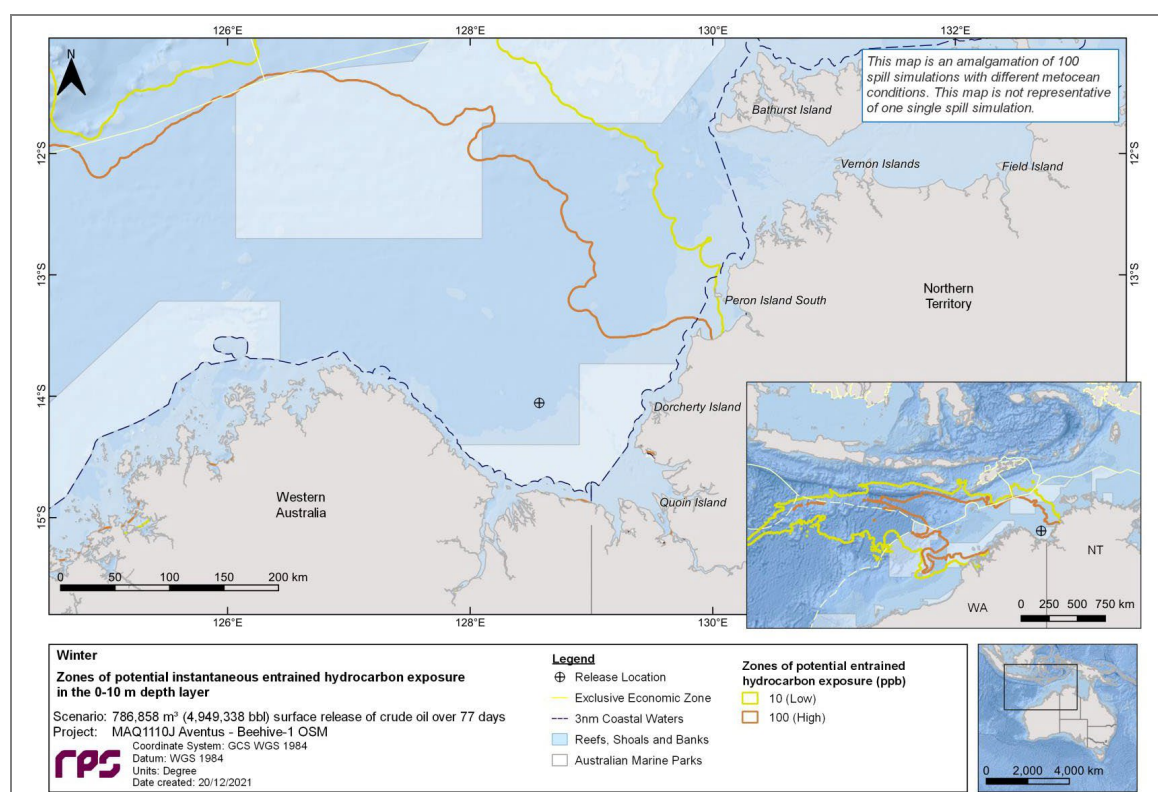 126°E
128°E
130°E
132°E
This map is an amalgamation of 100
spill simulations with different metocean
conditions. This map is not representative
of one single spill simulation.
Bathurst Island
12°S
Vernon Islands
Field Island
12°S
13°S
Peron Island South
Northern
Territory
13°S
14°S
Dorcherty Island
Western
Australia
Quoin Island
15°S
0 50 100 150 200 km
126°E
128°E
130°E
NT
WA
0 250 500 750 km
Winter
Zones of potential instantaneous entrained hydrocarbon exposure
in the 0-10 m depth layer
Scenario: 786,858 m³ (4,949,338 bbl) surface release of crude oil over 77 days
Project: MAQ1110J Aventus - Beehive-1 OSM
rps
Coordinate System: GCS WGS 1984
Datum: WGS 1984
Units: Degree
Date created: 20/12/2021
Legend
Release Location
Exclusive Economic Zone
3nm Coastal Waters
Reefs, Shoals and Banks
Australian Marine Parks
Zones of potential entrained
hydrocarbon exposure (ppb)
10 (Low)
100 (High)
0 2,000 4,000 km